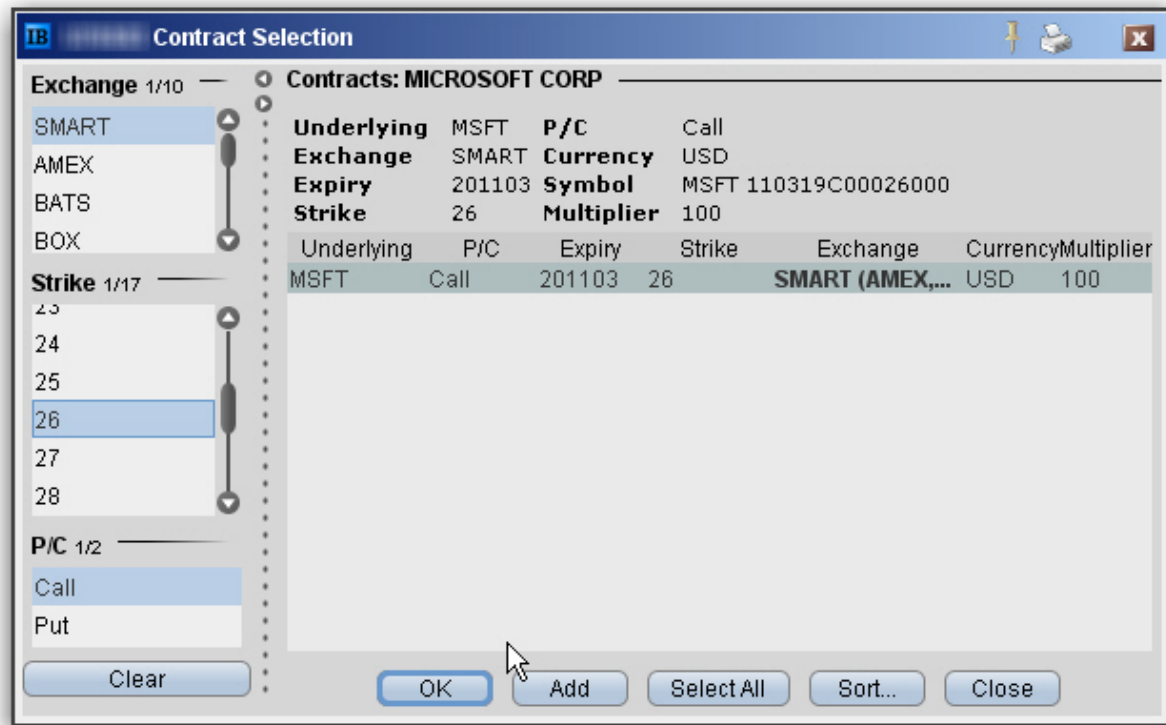 IB Contract Selection
Exchange 1/10
SMART
AMEX
BATS
BOX
Strike 1/17
23
24
25
26
27
28
P/C 1/2
Call
Put
Clear
Contracts: MICROSOFT CORP
Underlying MSFT P/C Call
Exchange SMART Currency USD
Expiry 201103 Symbol MSFT 110319C00026000
Strike 26 Multiplier 100
Underlying P/C Expiry Strike Exchange Currency Multiplier
MSFT Call 201103 26 SMART (AMEX,... USD 100
OK Add Select All Sort... Close